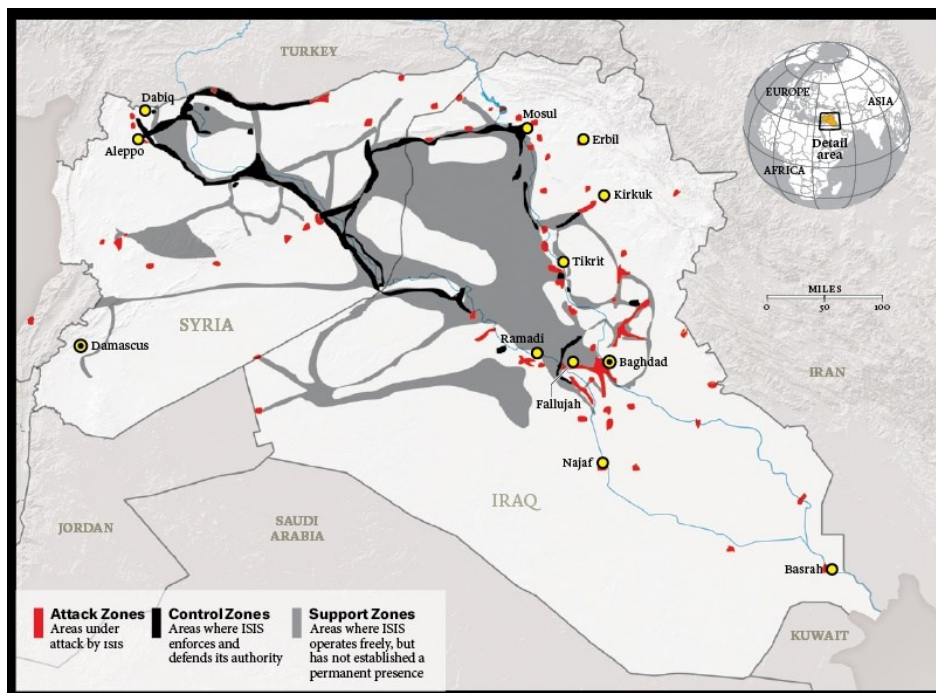 TURKEY
Dabiq
Aleppo
Mosul
Erbil
Kirkuk
Tikrit
EUROPE
ASIA
Detail
area
AFRICA
MILES
0 50 100
SYRIA
Damascus
Ramadi
Baghdad
Fallujah
IRAN
Najaf
IRAQ
JORDAN
SAUDI
ARABIA
Basrah
KUWAIT
Attack Zones
Areas under
attack by ISIS
Control Zones
Areas where ISIS
enforces and
defends its authority
Support Zones
Areas where ISIS
operates freely, but
has not established a
permanent presence